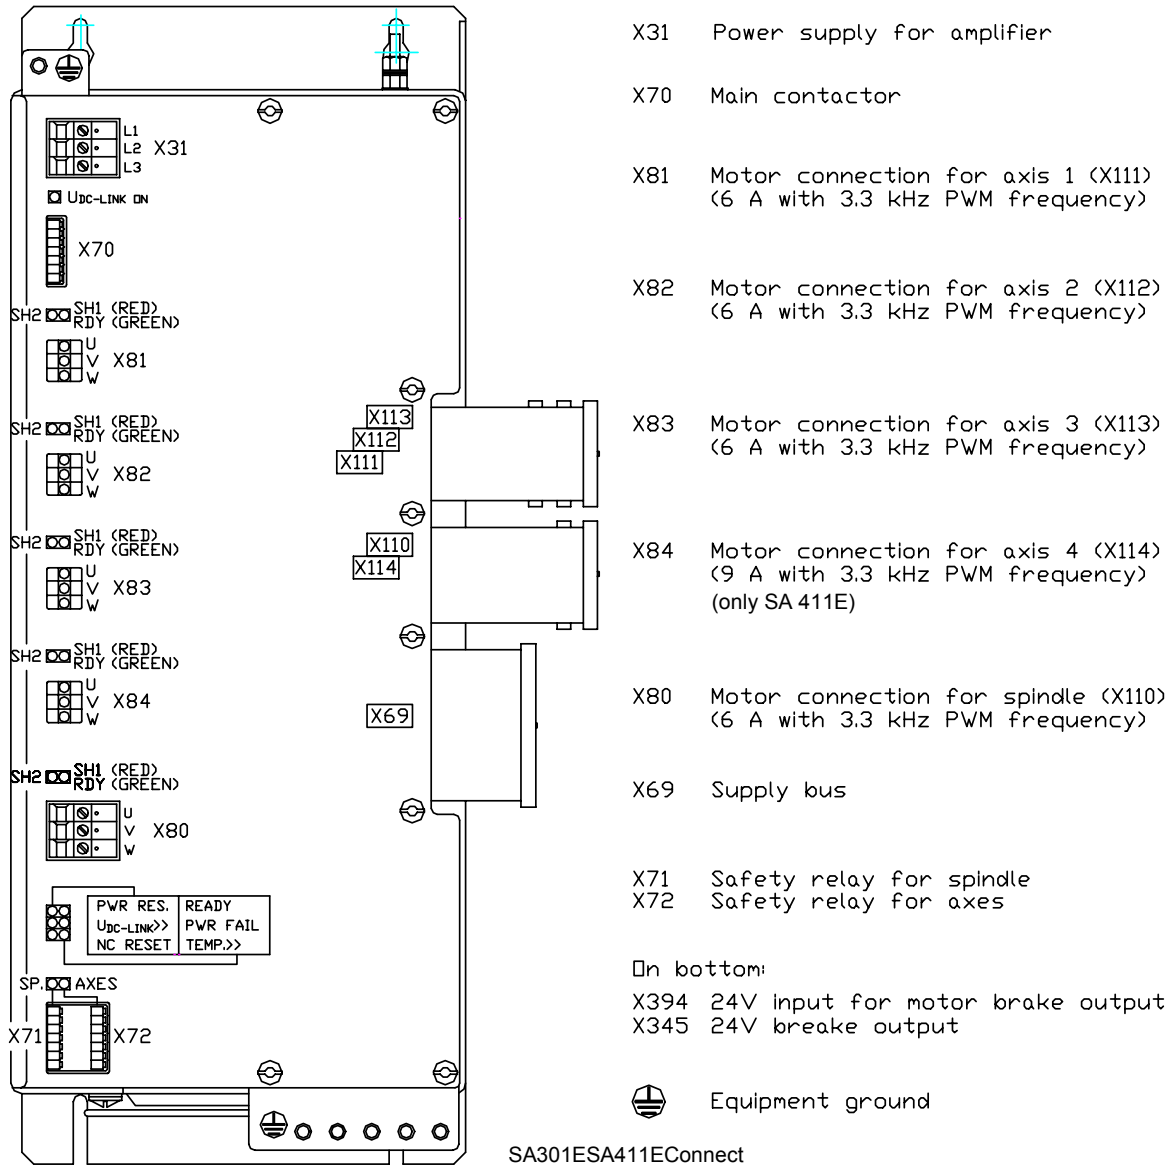 L1
L2 X31
L3
UDC-LINK ON
X70
SH2 SH1 (RED)
RDY (GREEN)
U
V X81
W
SH2 SH1 (RED)
RDY (GREEN)
U
V X82
W
SH2 SH1 (RED)
RDY (GREEN)
U
V X83
W
SH2 SH1 (RED)
RDY (GREEN)
U
V X84
W
SH2 SH1 (RED)
RDY (GREEN)
U
V X80
W
PWR RES. READY
UDC-LINK>> PWR FAIL
NC RESET TEMP.>>
SP. AXES
X71 X72
X113
X112
X111
X110
X114
X69
X31 Power supply for amplifier
X70 Main contactor
X81 Motor connection for axis 1 (X111)
(6 A with 3.3 kHz PWM frequency)
X82 Motor connection for axis 2 (X112)
(6 A with 3.3 kHz PWM frequency)
X83 Motor connection for axis 3 (X113)
(6 A with 3.3 kHz PWM frequency)
X84 Motor connection for axis 4 (X114)
(9 A with 3.3 kHz PWM frequency)
(only SA 411E)
X80 Motor connection for spindle (X110)
(6 A with 3.3 kHz PWM frequency)
X69 Supply bus
X71 Safety relay for spindle
X72 Safety relay for axes
On bottom:
X394 24V input for motor brake output
X345 24V breake output
Equipment ground
SA301ESA411EConnect